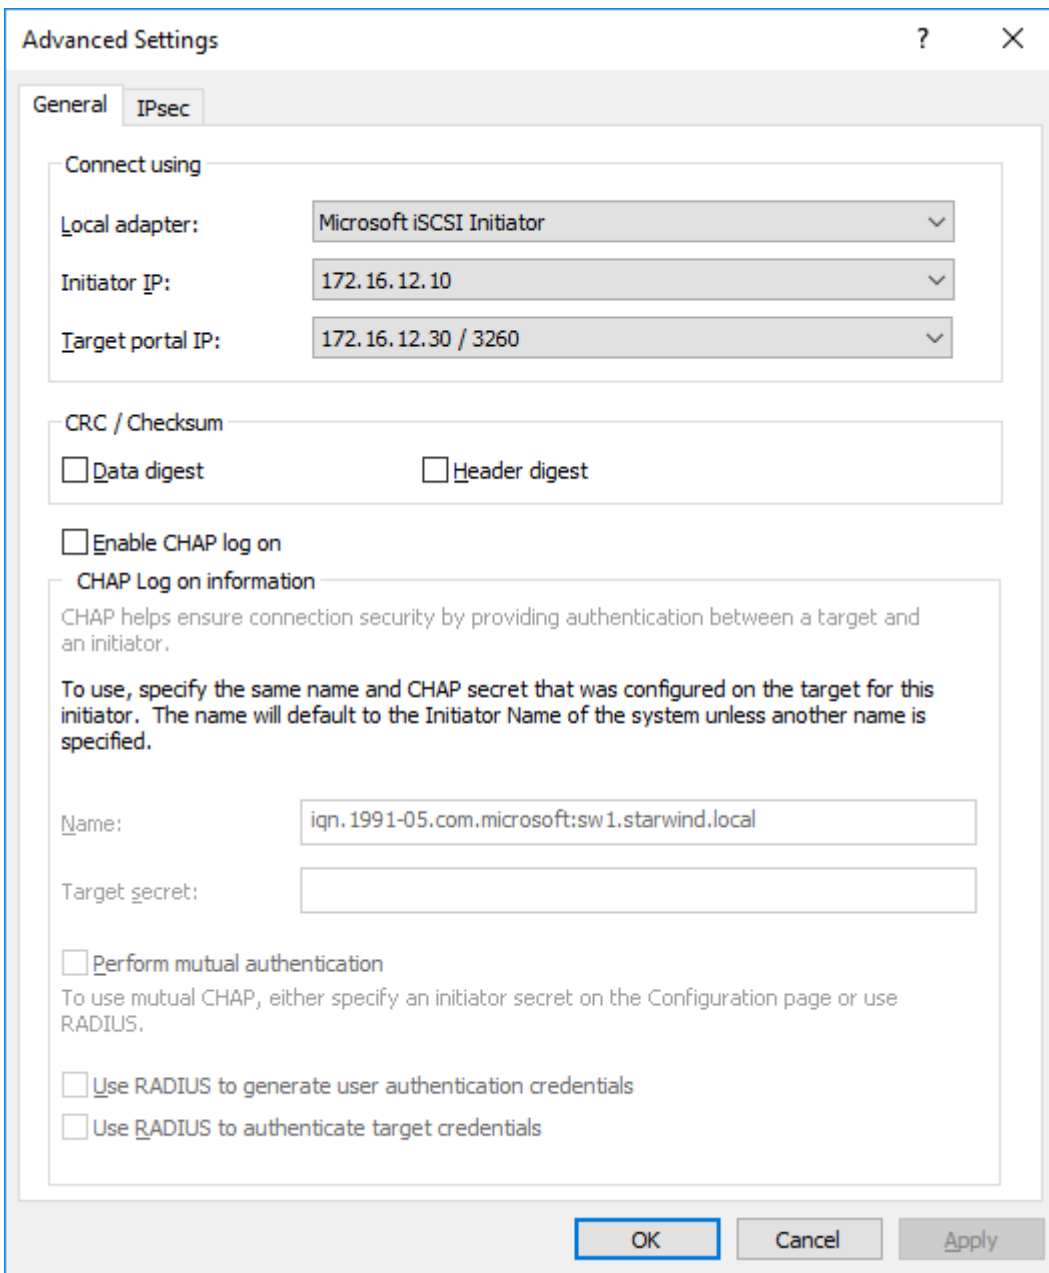 Advanced Settings ?
General IPsec
Connect using
Local adapter: Microsoft iSCSI Initiator
Initiator IP: 172.16.12.10
Target portal IP: 172.16.12.30 / 3260
CRC / Checksum
Data digest Header digest
Enable CHAP log on
CHAP Log on information
CHAP helps ensure connection security by providing authentication between a target and
an initiator.
To use, specify the same name and CHAP secret that was configured on the target for this
initiator.  The name will default to the Initiator Name of the system unless another name is
specified.
Name: iqn.1991-05.com.microsoft:sw1.starwind.local
Target secret:
Perform mutual authentication
To use mutual CHAP, either specify an initiator secret on the Configuration page or use
RADIUS.
Use RADIUS to generate user authentication credentials
Use RADIUS to authenticate target credentials
OK Cancel Apply